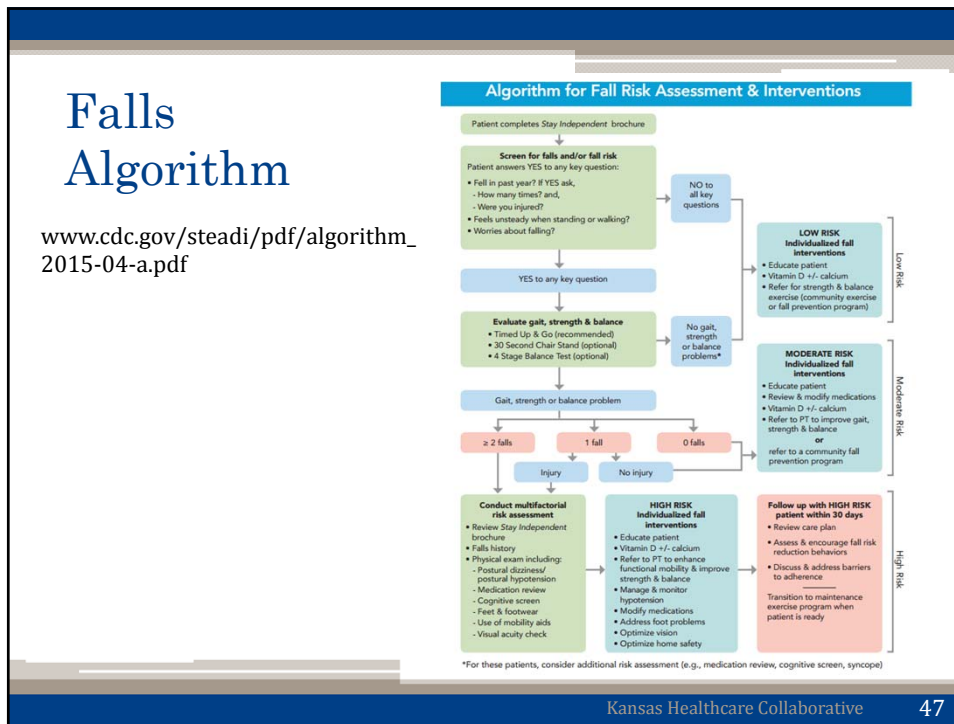 Falls
Algorithm
www.cdc.gov/steadi/pdf/algorithm_
2015-04-a.pdf
Algorithm for Fall Risk Assessment & Interventions
Patient completes Stay Independent brochure
Screen for falls and/or fall risk
Patient answers YES to any key question:
• Fell in past year? If YES ask,
- How many times? and,
- Were you injured?
• Feels unsteady when standing or walking?
• Worries about falling?
NO to
all key
questions
YES to any key question
Evaluate gait, strength & balance
• Timed Up & Go (recommended)
• 30 Second Chair Stand (optional)
• 4 Stage Balance Test (optional)
No gait,
strength
or balance
problems*
LOW RISK
Individualized fall
interventions
• Educate patient
• Vitamin D +/- calcium
• Refer for strength & balance
exercise (community exercise
or fall prevention program)
Low Risk
Gait, strength or balance problem
≥ 2 falls
1 fall
0 falls
Injury
No injury
MODERATE RISK
Individualized fall
interventions
• Educate patient
• Review & modify medications
• Vitamin D +/- calcium
• Refer to PT to improve gait,
strength & balance
or
refer to a community fall
prevention program
Moderate Risk
Conduct multifactorial
risk assessment
• Review Stay Independent
brochure
• Falls history
• Physical exam including:
- Postural dizziness/
postural hypotension
- Medication review
- Cognitive screen
- Feet & footwear
- Use of mobility aids
- Visual acuity check
HIGH RISK
Individualized fall
interventions
• Educate patient
• Vitamin D +/- calcium
• Refer to PT to enhance
functional mobility & improve
strength & balance
• Manage & monitor
hypotension
• Modify medications
• Address foot problems
• Optimize vision
• Optimize home safety
Follow up with HIGH RISK
patient within 30 days
• Review care plan
• Assess & encourage fall risk
reduction behaviors
• Discuss & address barriers
to adherence
Transition to maintenance
exercise program when
patient is ready
High Risk
*For these patients, consider additional risk assessment (e.g., medication review, cognitive screen, syncope)
Kansas Healthcare Collaborative 47